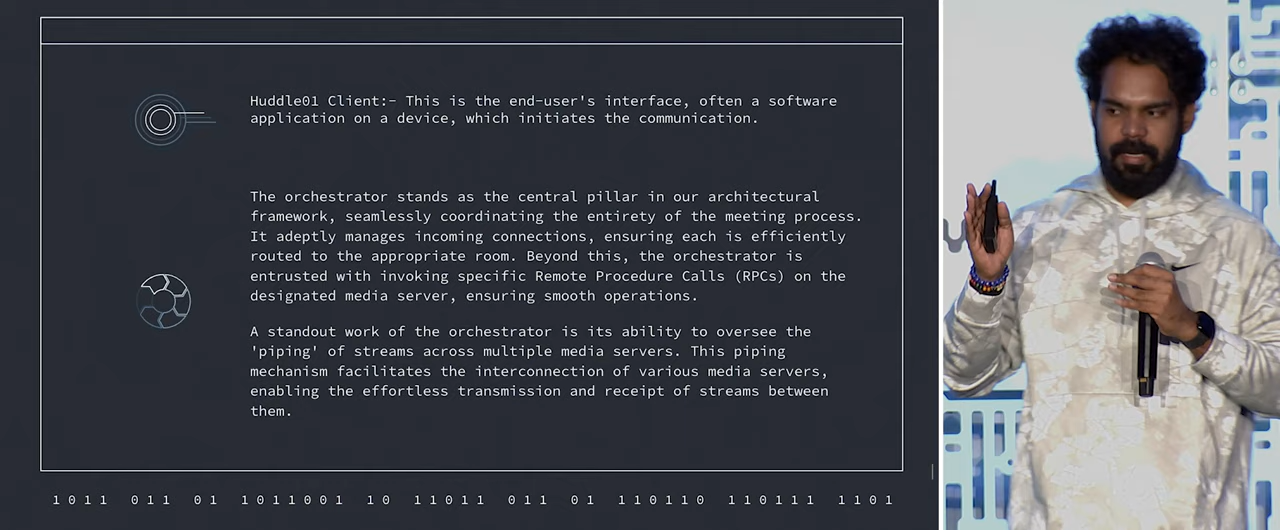 Huddle01 Client:- This is the end-user's interface, often a software
application on a device, which initiates the communication.
The orchestrator stands as the central pillar in our architectural
framework, seamlessly coordinating the entirety of the meeting process.
It adeptly manages incoming connections, ensuring each is efficiently
routed to the appropriate room. Beyond this, the orchestrator is
entrusted with invoking specific Remote Procedure Calls (RPCs) on the
designated media server, ensuring smooth operations.
A standout work of the orchestrator is its ability to oversee the
'piping' of streams across multiple media servers. This piping
mechanism facilitates the interconnection of various media servers,
enabling the effortless transmission and receipt of streams between
them.
1011 011 01 1011001 10 11011 011 01 110110 110111 1101